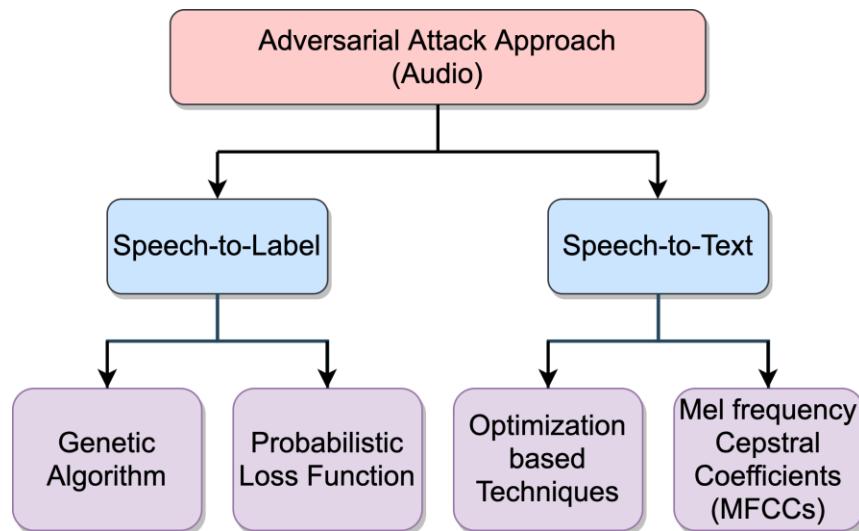 Adversarial Attack Approach
(Audio)
Speech-to-Label
Speech-to-Text
Genetic
Algorithm
Probabilistic
Loss Function
Optimization
based
Techniques
Mel frequency
Cepstral
Coefficients
(MFCCs)